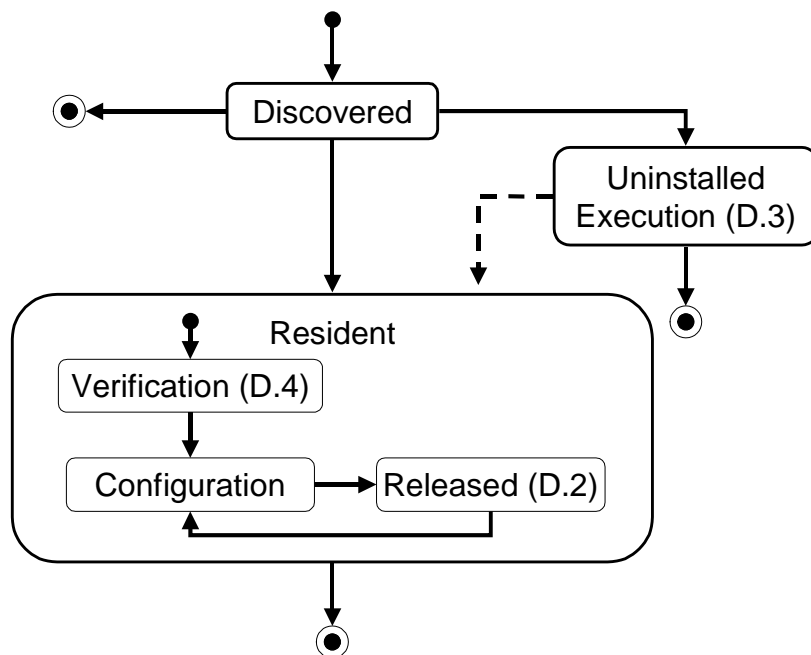 Discovered
Uninstalled
Execution (D.3)
Resident
Verification (D.4)
Configuration
Released (D.2)